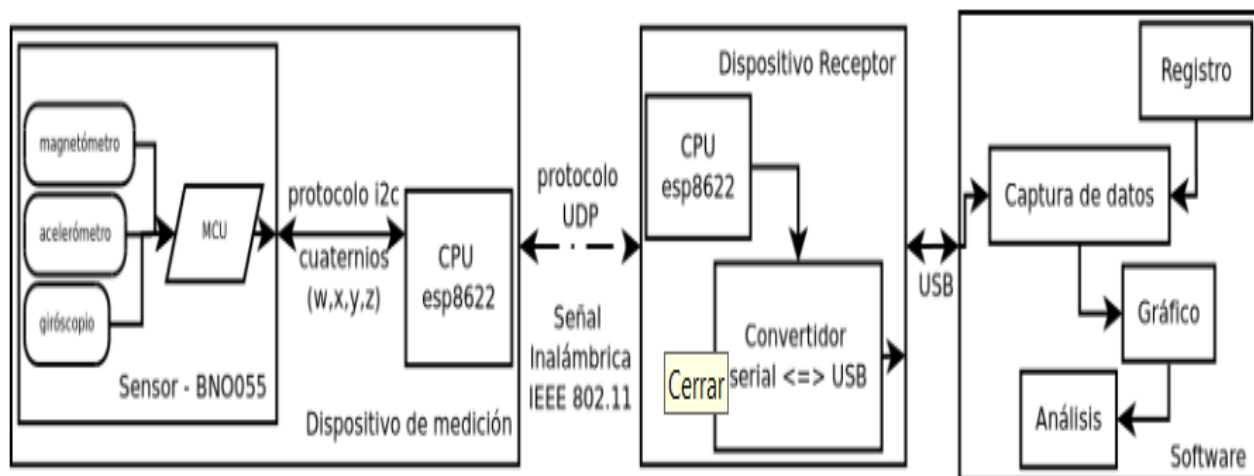 magnetómetro
acelerómetro
giróscopio
MCU
Sensor - BNO055
protocolo i2c
cuaternios
(w,x,y,z)
CPU
esp8622
Dispositivo de medición
protocolo
UDP
Señal
Inalámbrica
IEEE 802.11
Dispositivo Receptor
CPU
esp8622
Convertidor
serial <=> USB
Cerrar
USB
Registro
Captura de datos
Gráfico
Análisis
Software